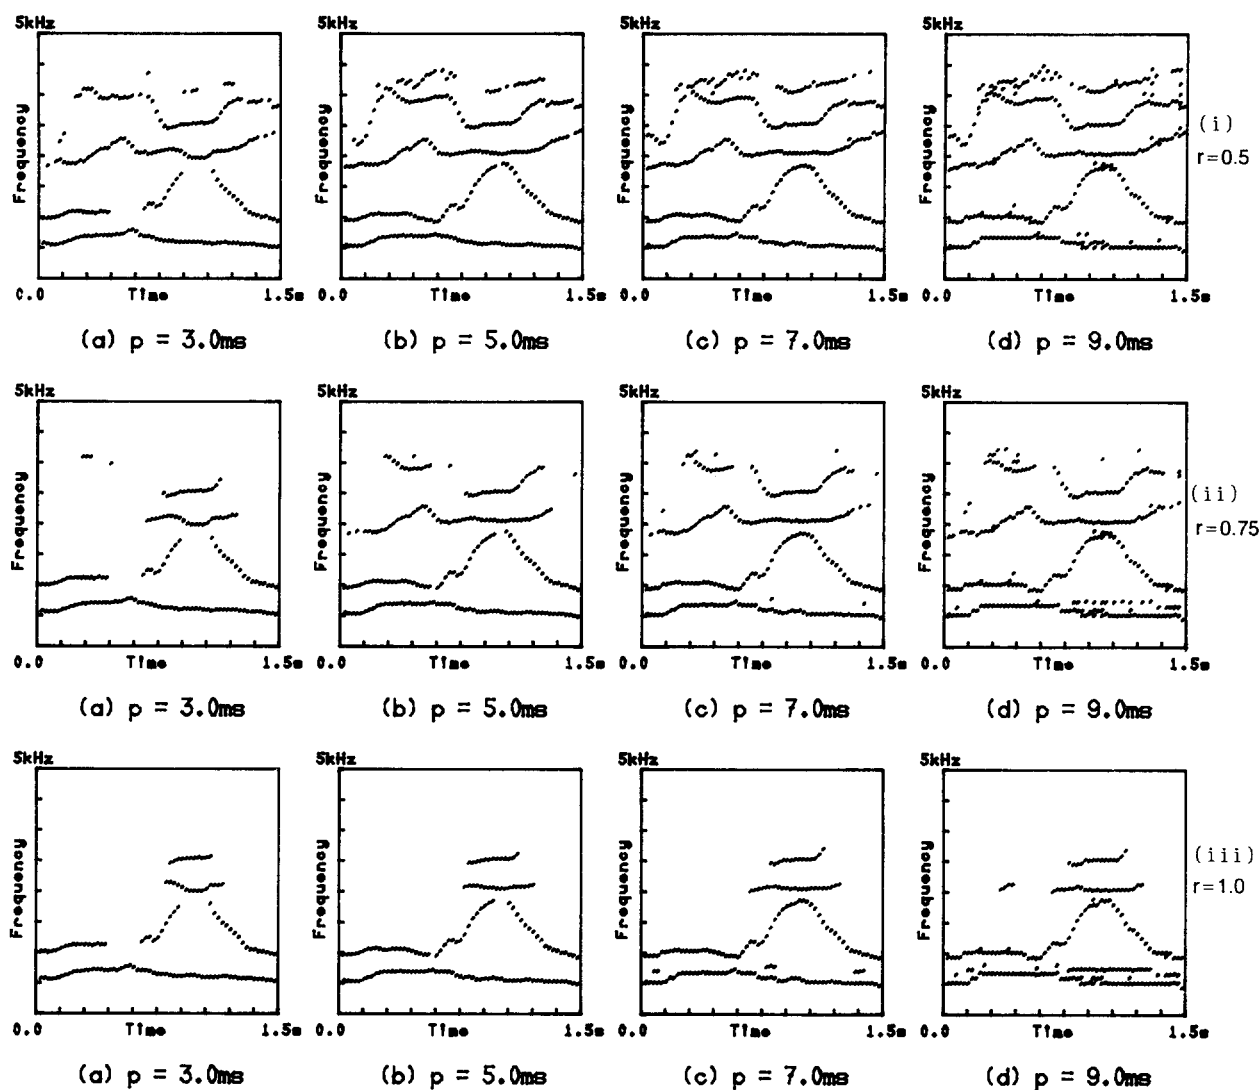 5kHz 5kHz 5kHz 5kHz
Frequency Frequency Frequency Frequency
(i)
r=0.5
0.0 Time 1.5s 0.0 Time 1.5s 0.0 Time 1.5s 0.0 Time 1.5s
(a) p = 3.0ms (b) p = 5.0ms (c) p = 7.0ms (d) p = 9.0ms
5kHz 5kHz 5kHz 5kHz
Frequency Frequency Frequency Frequency
(ii)
r=0.75
0.0 Time 1.5s 0.0 Time 1.5s 0.0 Time 1.5s 0.0 Time 1.5s
(a) p = 3.0ms (b) p = 5.0ms (c) p = 7.0ms (d) p = 9.0ms
5kHz 5kHz 5kHz 5kHz
Frequency Frequency Frequency Frequency
(iii)
r=1.0
0.0 Time 1.5s 0.0 Time 1.5s 0.0 Time 1.5s 0.0 Time 1.5s
(a) p = 3.0ms (b) p = 5.0ms (c) p = 7.0ms (d) p = 9.0ms